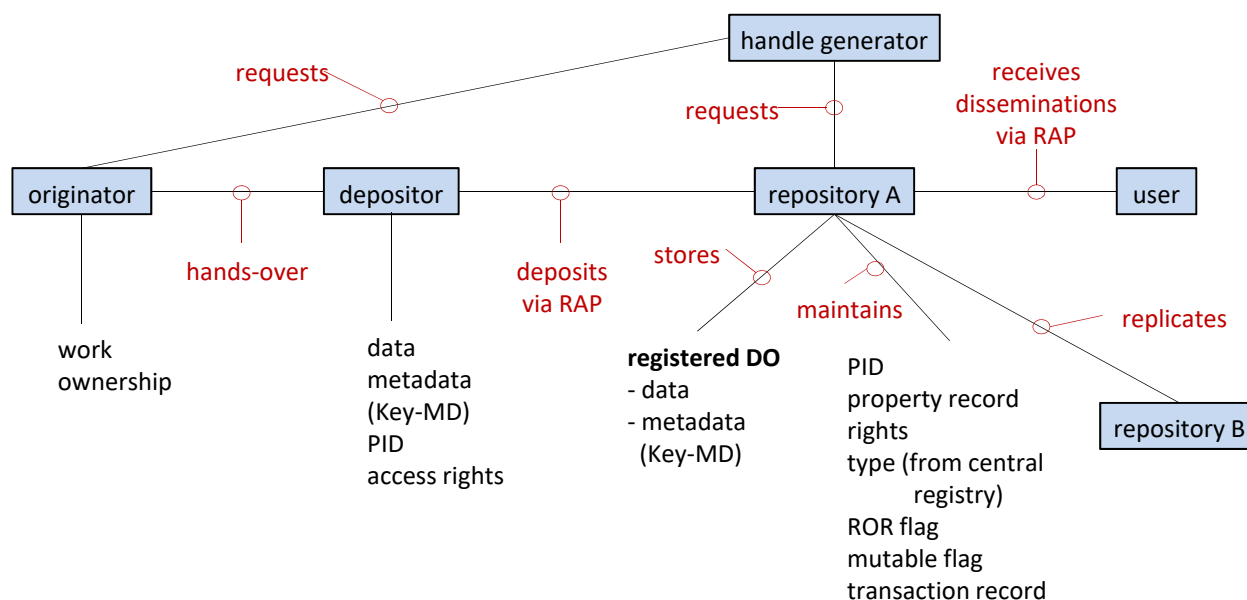 handle generator
requests
requests
receives
disseminations
via RAP
originator
depositor
repository A
user
hands-over
deposits
via RAP
stores
maintains
replicates
work
ownership
data
metadata
(Key-MD)
PID
access rights
registered DO
- data
- metadata
(Key-MD)
PID
property record
rights
type (from central
registry)
ROR flag
mutable flag
transaction record
repository B